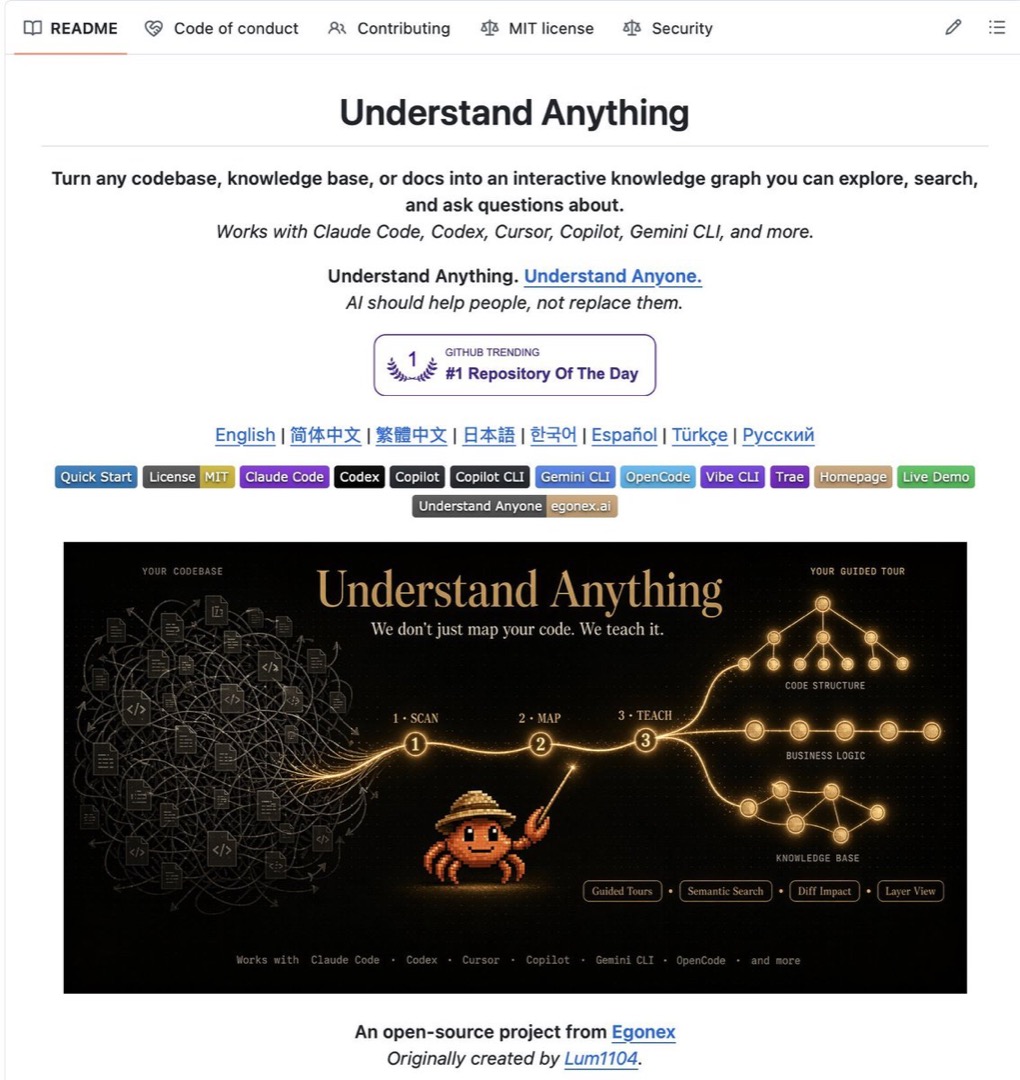 README Code of conduct Contributing MIT license Security
Understand Anything
Turn any codebase, knowledge base, or docs into an interactive knowledge graph you can explore, search,
and ask questions about.
Works with Claude Code, Codex, Cursor, Copilot, Gemini CLI, and more.
Understand Anything. Understand Anyone.
AI should help people, not replace them.
1
GITHUB TRENDING
#1 Repository Of The Day
English | 简体中文 | 繁體中文 | 日本語 | 한국어 | Español | Türkçe | Русский
Quick Start License MIT Claude Code Codex Copilot Copilot CLI Gemini CLI OpenCode Vibe CLI Trae Homepage Live Demo
Understand Anyone egonex.ai
YOUR CODEBASE
Understand Anything
We don't just map your code. We teach it.
YOUR GUIDED TOUR
1 • SCAN
2 • MAP
3 • TEACH
1
2
3
CODE STRUCTURE
BUSINESS LOGIC
KNOWLEDGE BASE
Guided Tours • Semantic Search • Diff Impact • Layer View
Works with Claude Code · Codex · Cursor · Copilot · Gemini CLI · OpenCode · and more
An open-source project from Egonex
Originally created by Lum1104.